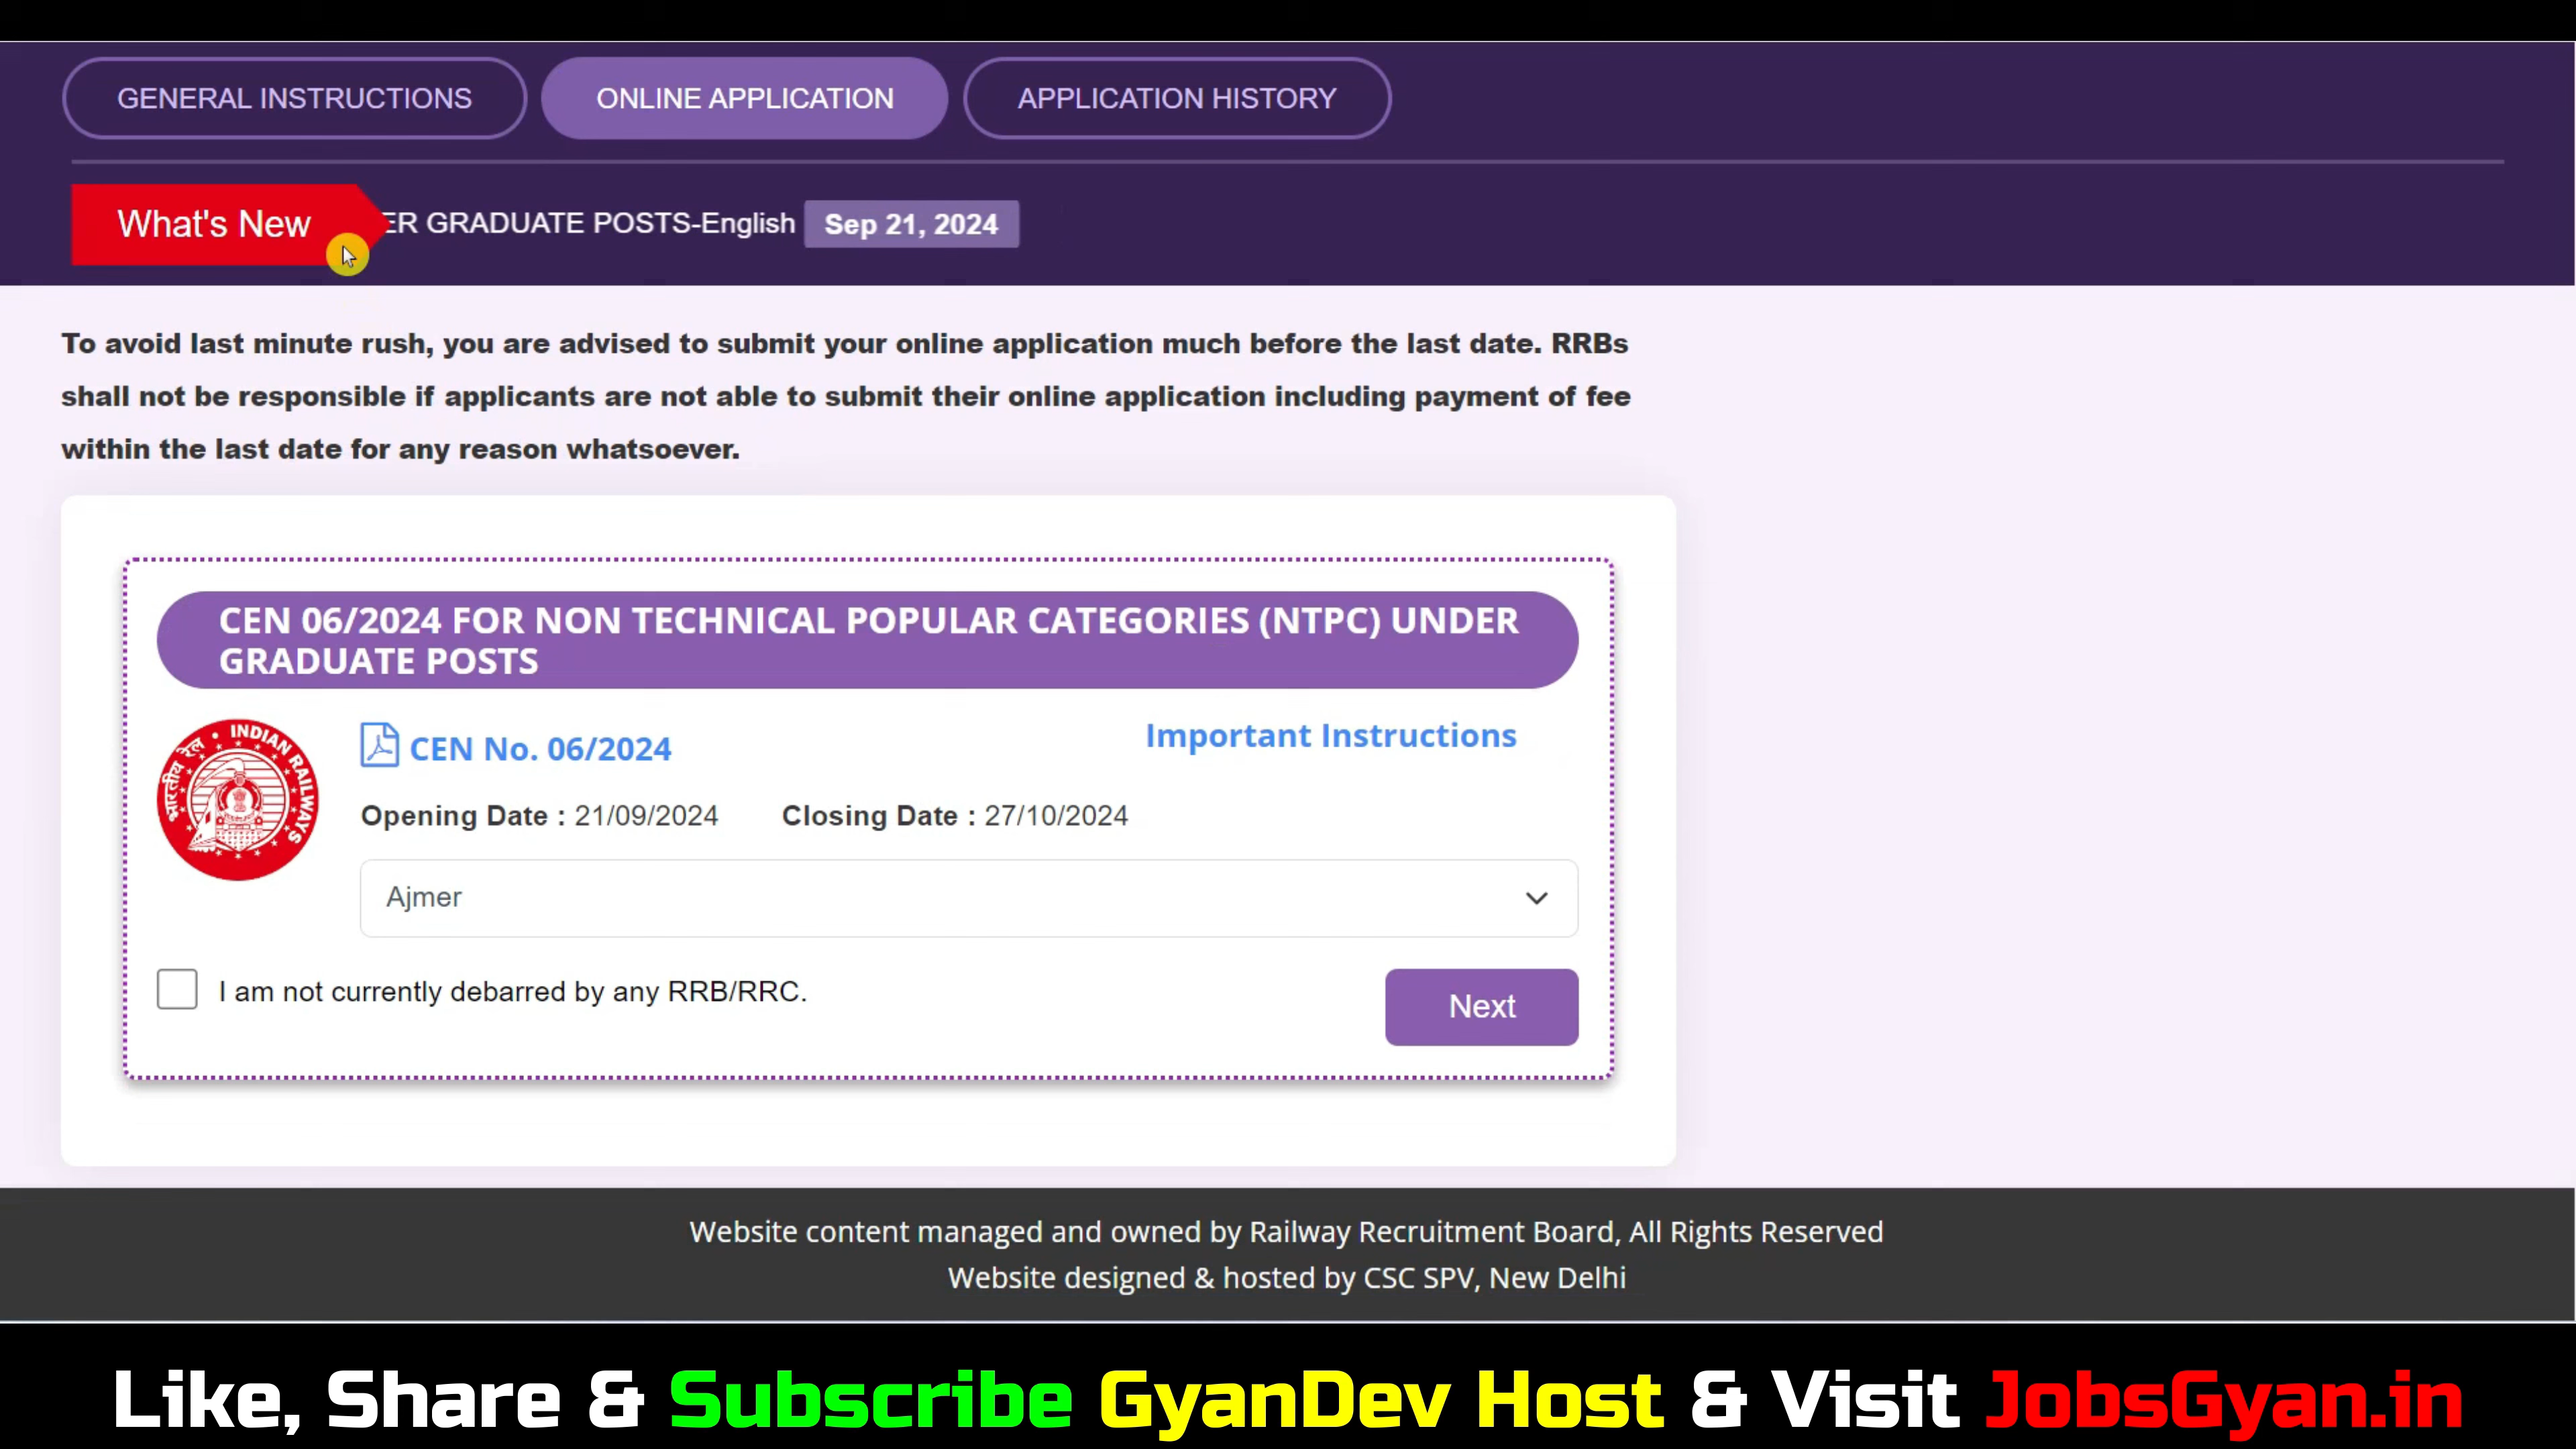 GENERAL INSTRUCTIONS
ONLINE APPLICATION
APPLICATION HISTORY
What's New
ER GRADUATE POSTS-English Sep 21, 2024
To avoid last minute rush, you are advised to submit your online application much before the last date. RRBs
shall not be responsible if applicants are not able to submit their online application including payment of fee
within the last date for any reason whatsoever.
CEN 06/2024 FOR NON TECHNICAL POPULAR CATEGORIES (NTPC) UNDER
GRADUATE POSTS
भारतीय रेल • INDIAN RAILWAYS
CEN No. 06/2024
Important Instructions
Opening Date : 21/09/2024 Closing Date : 27/10/2024
Ajmer
I am not currently debarred by any RRB/RRC.
Next
Website content managed and owned by Railway Recruitment Board, All Rights Reserved
Website designed & hosted by CSC SPV, New Delhi
Like, Share & Subscribe GyanDev Host & Visit JobsGyan.in